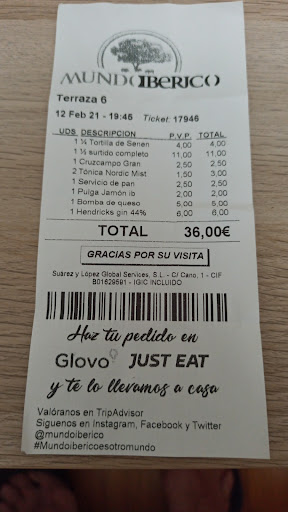 MUNDOIBERICO
Terraza 6
12 Feb 21 - 19:45 Ticket: 17946
UDS DESCRIPCION P.V.P. TOTAL
1 ¼ Tortilla de Senen 4,00 4,00
1 ½ surtido completo 11,00 11,00
1 Cruzcampo Gran 2,50 2,50
2 Tónica Nordic Mist 1,50 3,00
1 Servicio de pan 2,50 2,50
1 Pulga Jamón ib 2,00 2,00
1 Bomba de queso 5,00 5,00
1 Hendricks gin 44% 6,00 6,00
TOTAL 36,00€
GRACIAS POR SU VISITA
Suárez y López Global Services, S.L. - C/ Cano, 1 - CIF
B01629591 - IGIC INCLUIDO
Haz tu pedido en
Glovo JUST EAT
y te lo llevamos a casa
Valóranos en TripAdvisor
Siguenos en Instagram, Facebook y Twitter
@mundoiberico
#Mundoibericoesotromundo